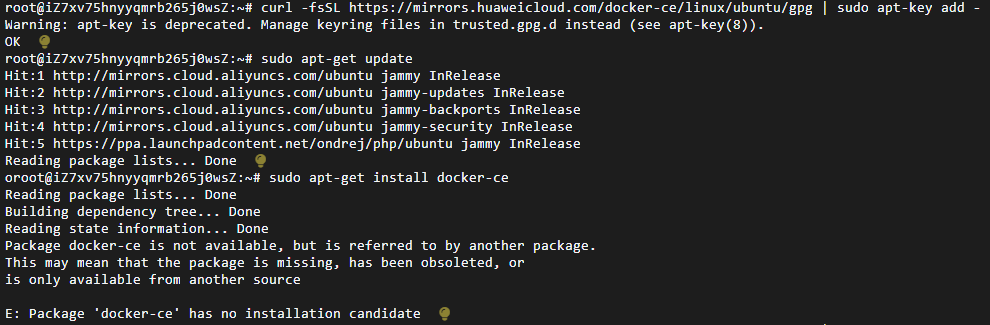 root@iZ7xv75hnyyqmrb265j0wsZ:~# curl -fsSL https://mirrors.huaweicloud.com/docker-ce/linux/ubuntu/gpg | sudo apt-key add -
Warning: apt-key is deprecated. Manage keyring files in trusted.gpg.d instead (see apt-key(8)).
OK
root@iZ7xv75hnyyqmrb265j0wsZ:~# sudo apt-get update
Hit:1 http://mirrors.cloud.aliyuncs.com/ubuntu jammy InRelease
Hit:2 http://mirrors.cloud.aliyuncs.com/ubuntu jammy-updates InRelease
Hit:3 http://mirrors.cloud.aliyuncs.com/ubuntu jammy-backports InRelease
Hit:4 http://mirrors.cloud.aliyuncs.com/ubuntu jammy-security InRelease
Hit:5 https://ppa.launchpadcontent.net/ondrej/php/ubuntu jammy InRelease
Reading package lists... Done
oroot@iZ7xv75hnyyqmrb265j0wsZ:~# sudo apt-get install docker-ce
Reading package lists... Done
Building dependency tree... Done
Reading state information... Done
Package docker-ce is not available, but is referred to by another package.
This may mean that the package is missing, has been obsoleted, or
is only available from another source
E: Package 'docker-ce' has no installation candidate